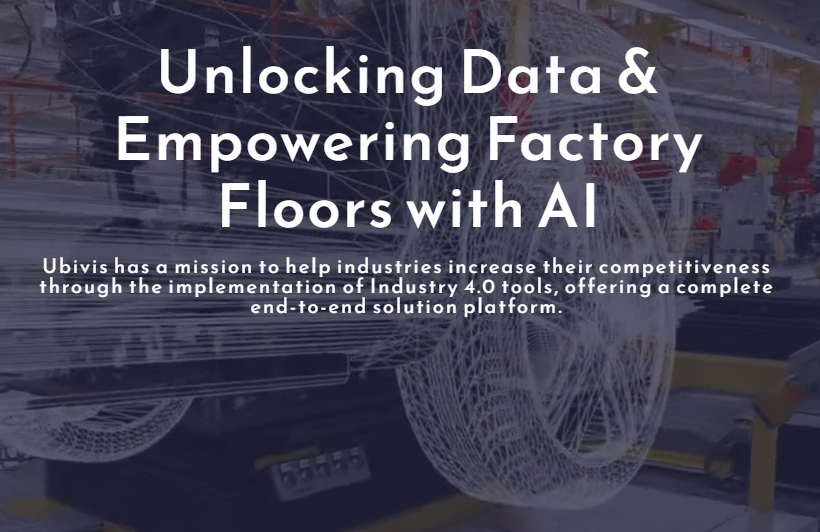 Unlocking Data &
Empowering Factory
Floors with AI
Ubivis has a mission to help industries increase their competitiveness
through the implementation of Industry 4.0 tools, offering a complete
end-to-end solution platform.